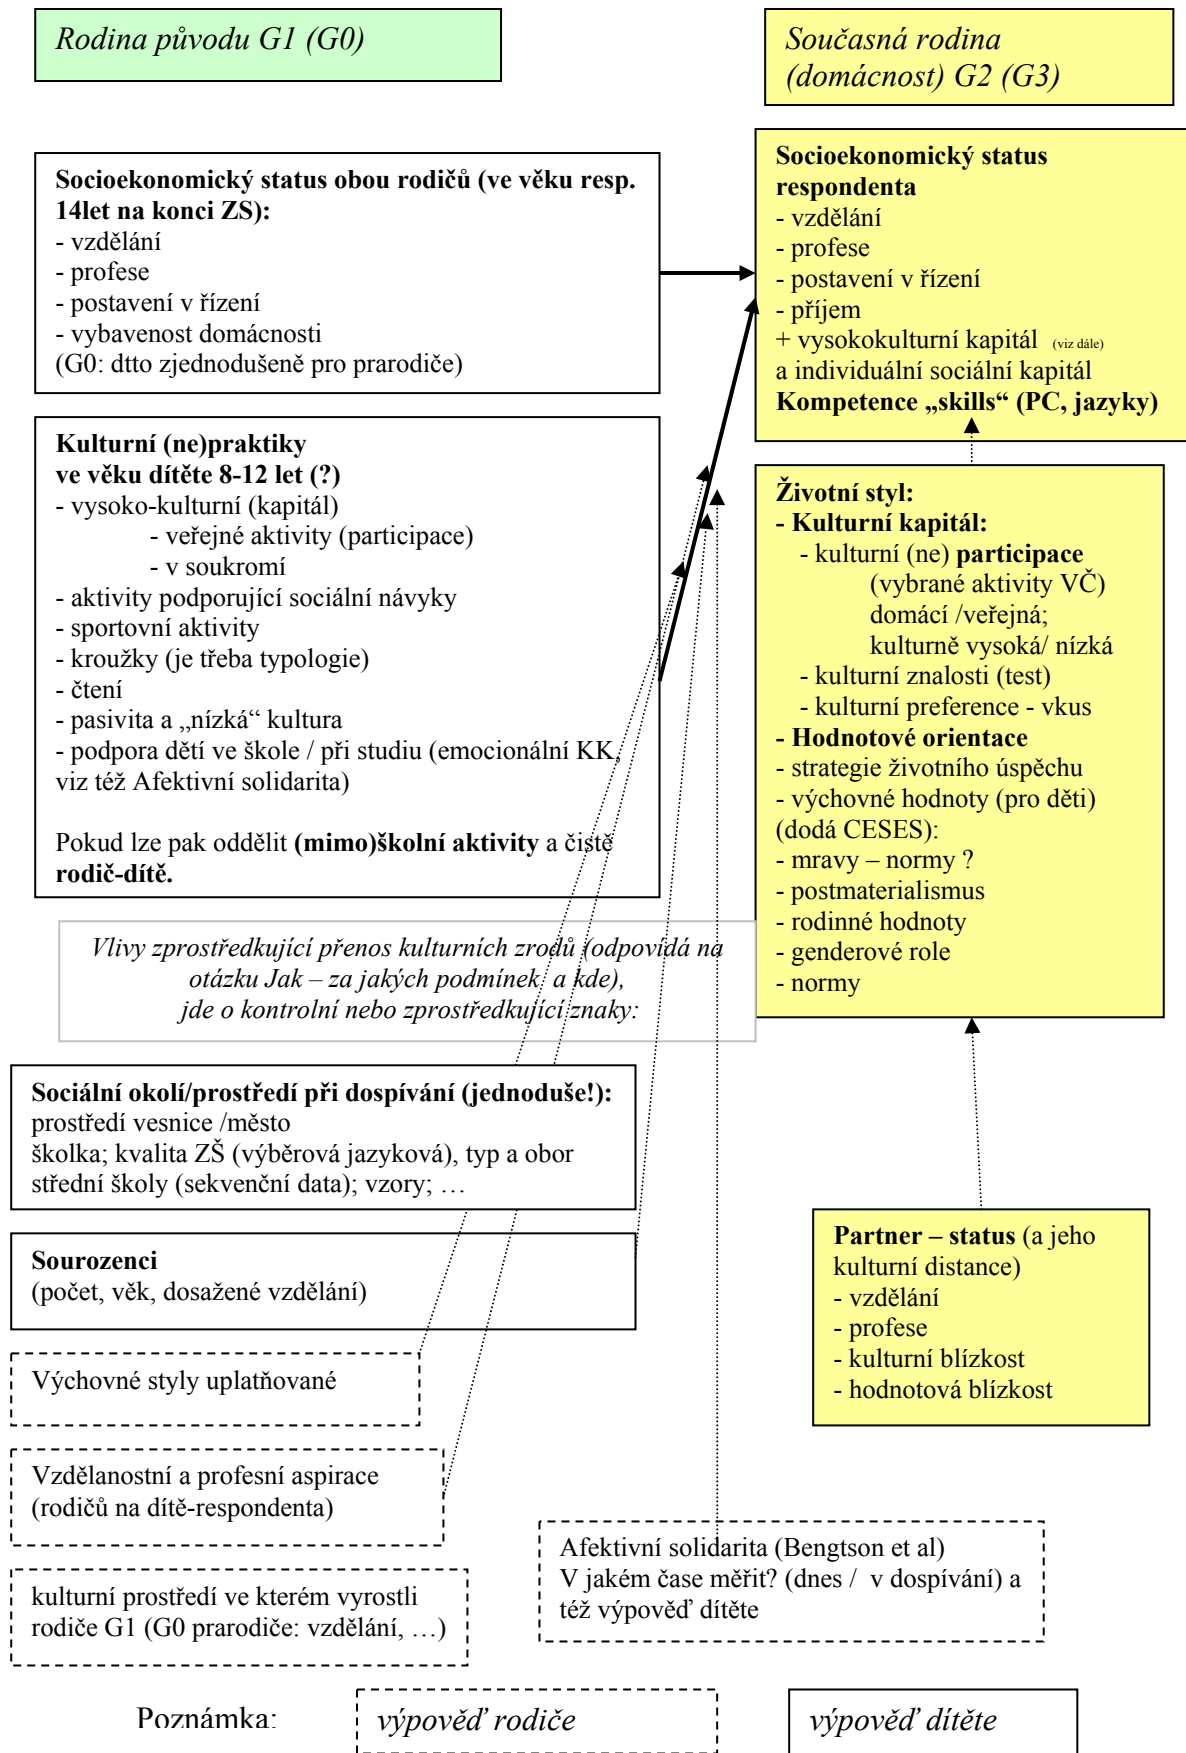 Rodina původu G1 (G0)
Současná rodina
(domácnost) G2 (G3)
Socioekonomický status obou rodičů (ve věku resp.
14let na konci ZS):
- vzdělání
- profese
- postavení v řízení
- vybavenost domácnosti
(G0: dtto zjednodušeně pro prarodiče)
Socioekonomický status
respondenta
- vzdělání
- profese
- postavení v řízení
- příjem
+ vysokokulturní kapitál (viz dále)
a individuální sociální kapitál
Kompetence „skills“ (PC, jazyky)
Kulturní (ne)praktiky
ve věku dítěte 8-12 let (?)
- vysoko-kulturní (kapitál)
- veřejné aktivity (participace)
- v soukromí
- aktivity podporující sociální návyky
- sportovní aktivity
- kroužky (je třeba typologie)
- čtení
- pasivita a „nízká“ kultura
- podpora dětí ve škole / při studiu (emocionální KK,
viz též Afektivní solidarita)
Pokud lze pak oddělit (mimo)školní aktivity a čistě
rodič-dítě.
Životní styl:
- Kulturní kapitál:
- kulturní (ne) participace
(vybrané aktivity VČ)
domácí /veřejná;
kulturně vysoká/ nízká
- kulturní znalosti (test)
- kulturní preference - vkus
- Hodnotové orientace
- strategie životního úspěchu
- výchovné hodnoty (pro děti)
(dodá CESES):
- mravy – normy ?
- postmaterialismus
- rodinné hodnoty
- genderové role
- normy
Vlivy zprostředkující přenos kulturních zrodů (odpovídá na
otázku Jak – za jakých podmínek, a kde),
jde o kontrolní nebo zprostředkující znaky:
Sociální okolí/prostředí při dospívání (jednoduše!):
prostředí vesnice /město
školka; kvalita ZŠ (výběrová jazyková), typ a obor
střední školy (sekvenční data); vzory; …
Sourozenci
(počet, věk, dosažené vzdělání)
Partner – status (a jeho
kulturní distance)
- vzdělání
- profese
- kulturní blízkost
- hodnotová blízkost
Výchovné styly uplatňované
Vzdělanostní a profesní aspirace
(rodičů na dítě-respondenta)
Afektivní solidarita (Bengtson et al)
V jakém čase měřit? (dnes / v dospívání) a
též výpověď dítěte
kulturní prostředí ve kterém vyrostli
rodiče G1 (G0 prarodiče: vzdělání, …)
Poznámka:
výpověď rodiče
výpověď dítěte